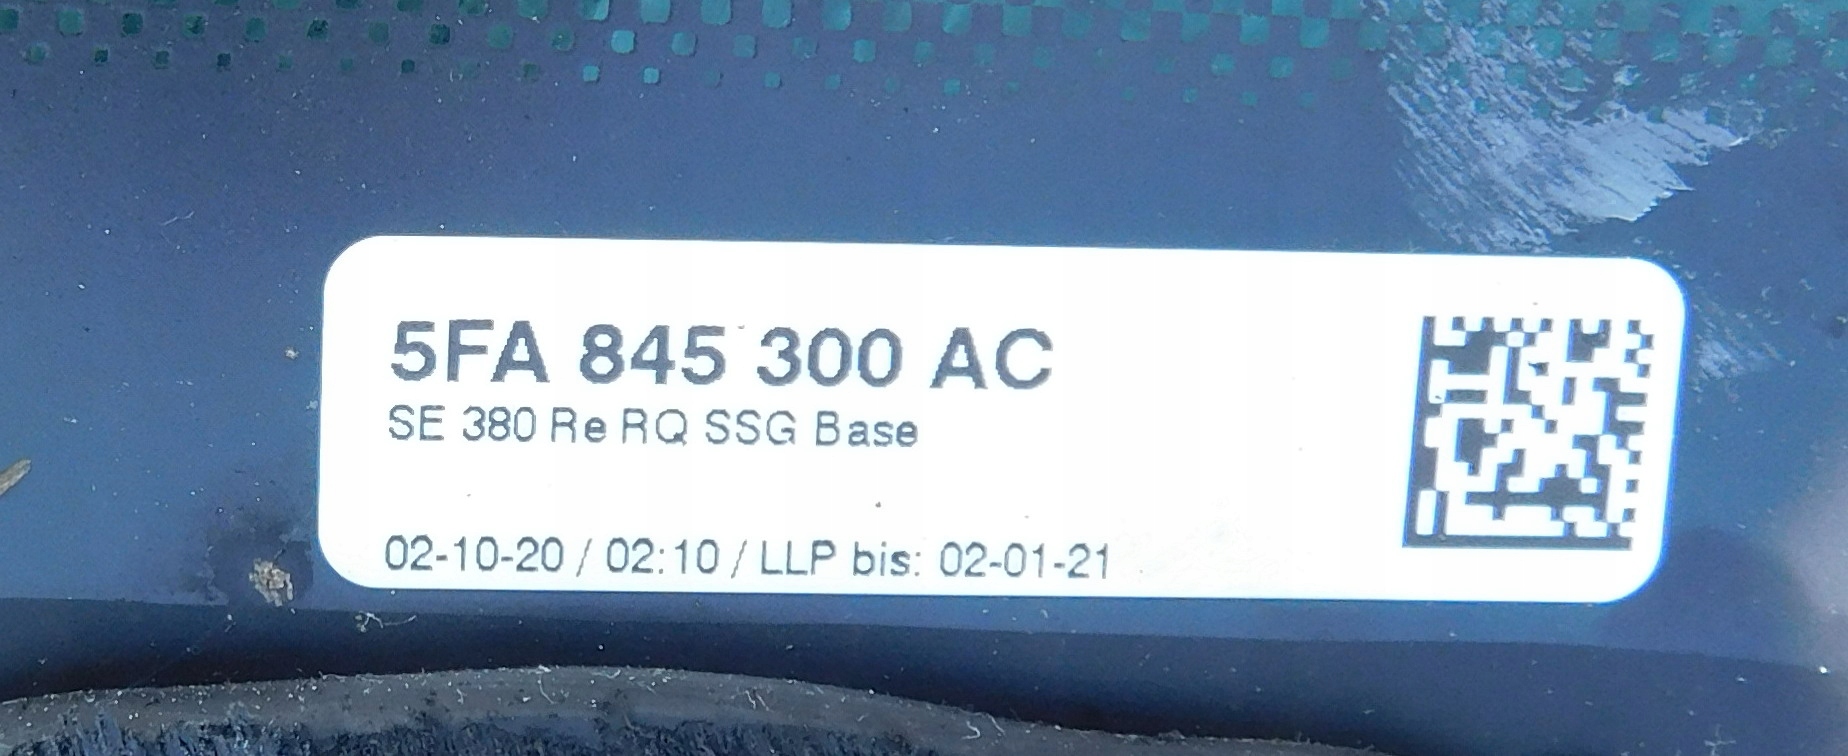 5FA 845 300 AC
SE 380 Re RQ SSG Base
02-10-20 / 02:10 / LLP bis: 02-01-21